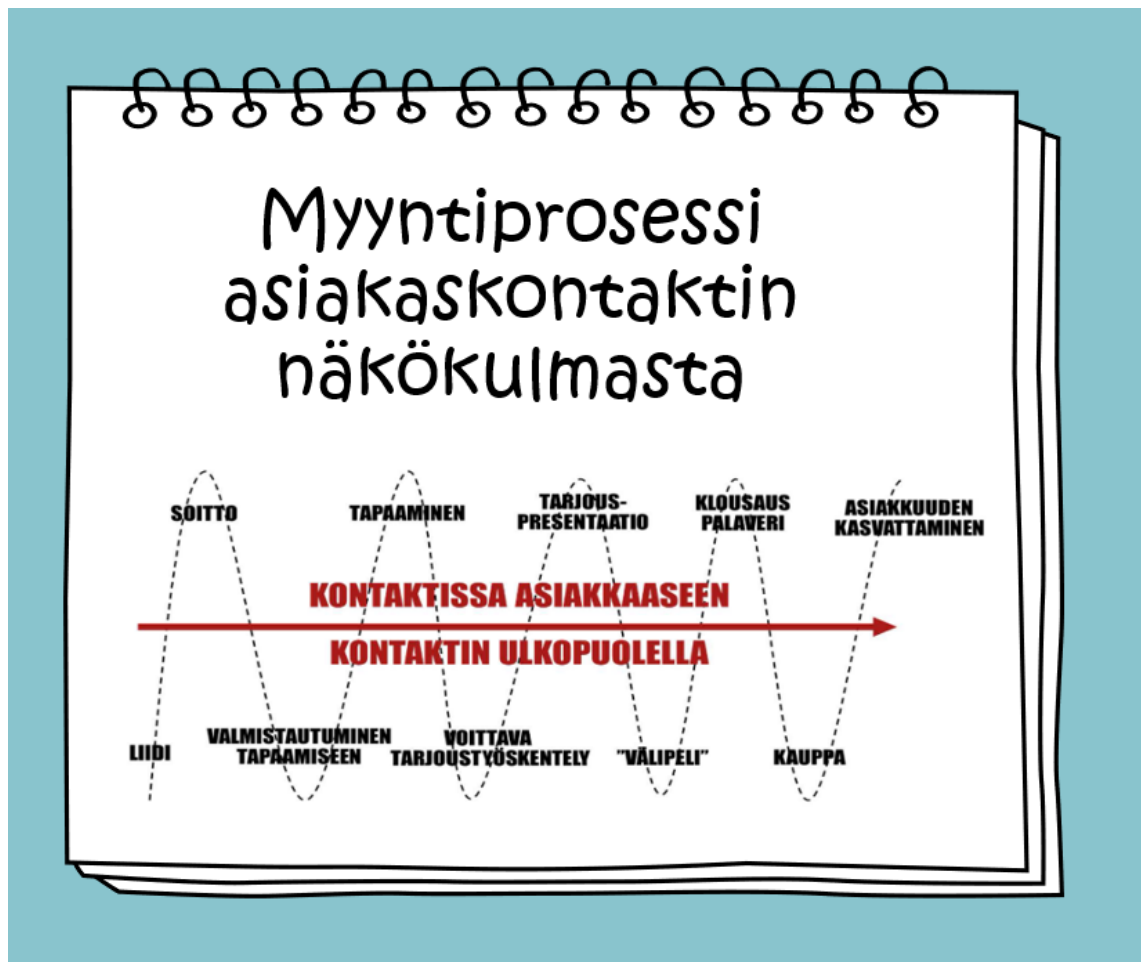 Myyntiprosessi
asiakaskontaktin
näkökulmasta
SOITTO
TAPAAMINEN
TARJOUS-
PRESENTAATIO
KLOUSAUS
PALAVERI
ASIAKKUUDEN
KASVATTAMINEN
KONTAKTISSA ASIAKKAASEEN
KONTAKTIN ULKOPUOLELLA
LIIDI
VALMISTAUTUMINEN
TAPAAMISEEN
VOITTAVA
TARJOUSTYÖSKENTELY
"VÄLIPELI"
KAUPPA